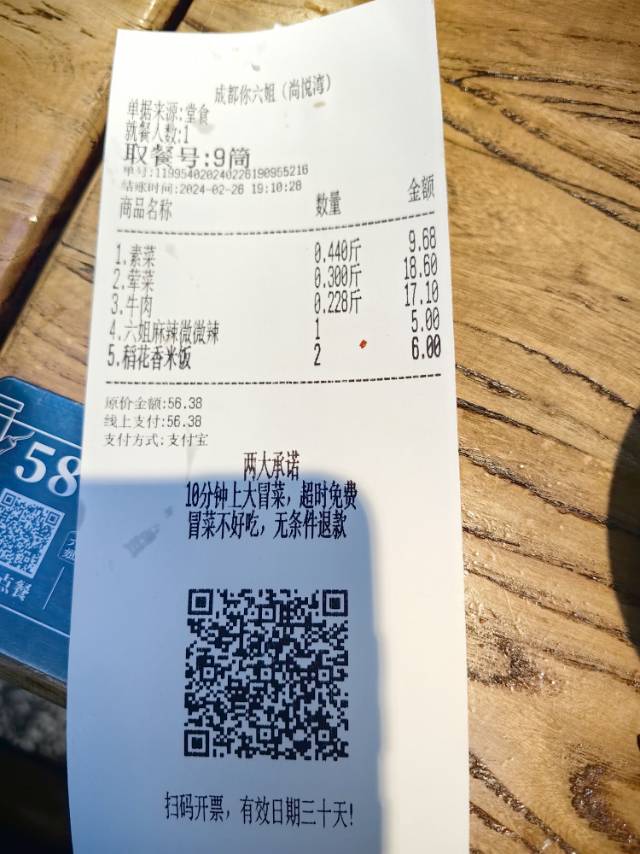 成都你六姐（尚悦湾）
单据来源:堂食
就餐人数:1
取餐号:9筒
单号:119954020240226190955216
结账时间:2024-02-26 19:10:28
商品名称 数量 金额
1.素菜 0.440斤 9.68
2.荤菜 0.300斤 18.60
3.牛肉 0.228斤 17.10
4.六姐麻辣微微辣 1 5.00
5.稻花香米饭 2 6.00
原价金额:56.38
线上支付:56.38
支付方式:支付宝
两大承诺
10分钟上大冒菜，超时免费
冒菜不好吃，无条件退款
扫码开票，有效日期三十天!
58
点餐